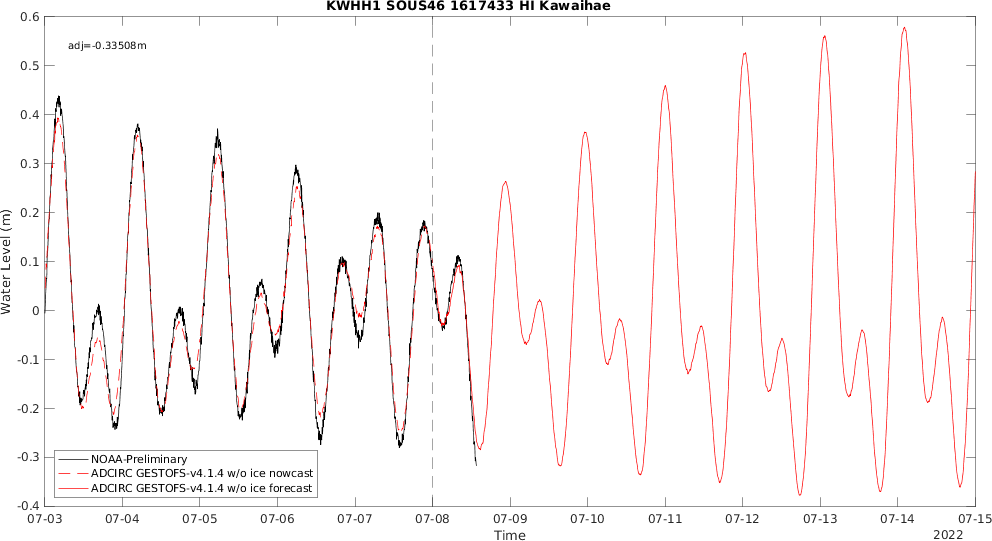 KWHH1 SOUS46 1617433 HI Kawaihae
adj=-0.33508m
0.6
0.5
0.4
0.3
0.2
0.1
0
-0.1
-0.2
-0.3
-0.4
Water Level (m)
NOAA-Preliminary
ADCIRC GESTOFS-v4.1.4 w/o ice nowcast
ADCIRC GESTOFS-v4.1.4 w/o ice forecast
07-03 07-04 07-05 07-06 07-07 07-08 07-09 07-10 07-11 07-12 07-13 07-14 07-15
Time
2022